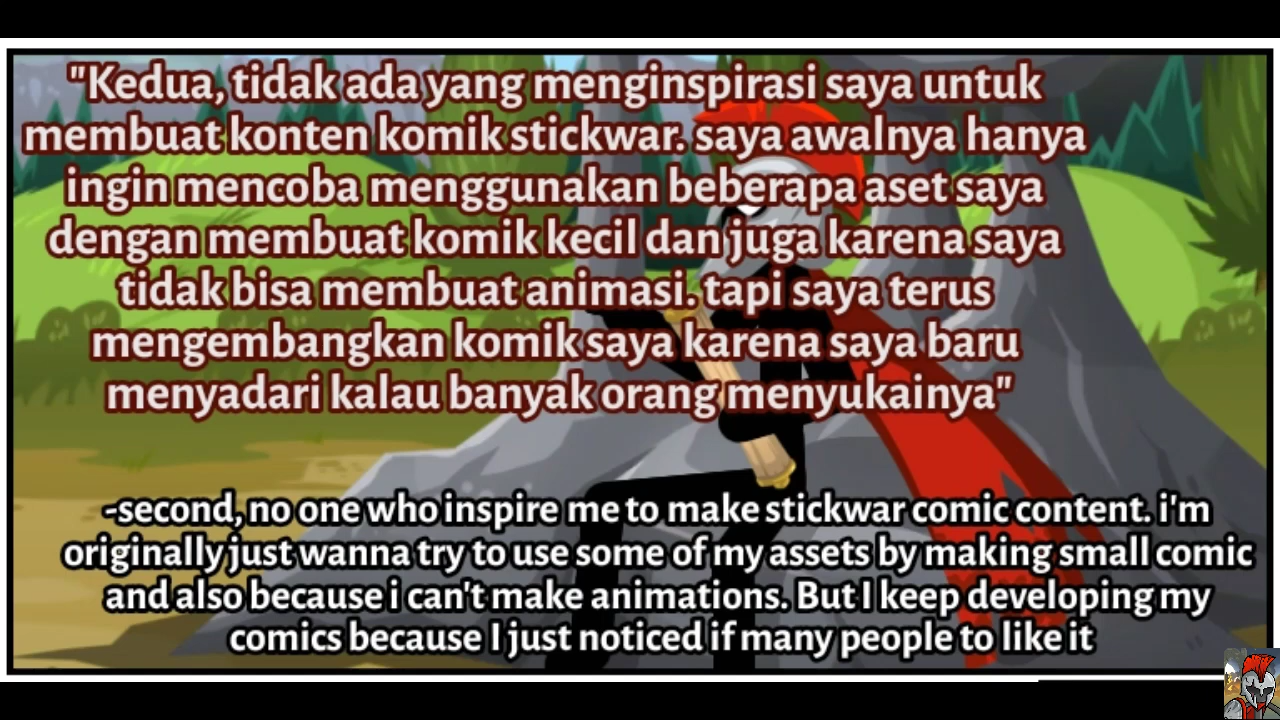 "Kedua, tidak ada yang menginspirasi saya untuk
membuat konten komik stickwar. saya awalnya hanya
ingin mencoba menggunakan beberapa aset saya
dengan membuat komik kecil dan juga karena saya
tidak bisa membuat animasi. tapi saya terus
mengembangkan komik saya karena saya baru
menyadari kalau banyak orang menyukainya"
-second, no one who inspire me to make stickwar comic content. i'm
originally just wanna try to use some of my assets by making small comic
and also because i can't make animations. But I keep developing my
comics because I just noticed if many people to like it